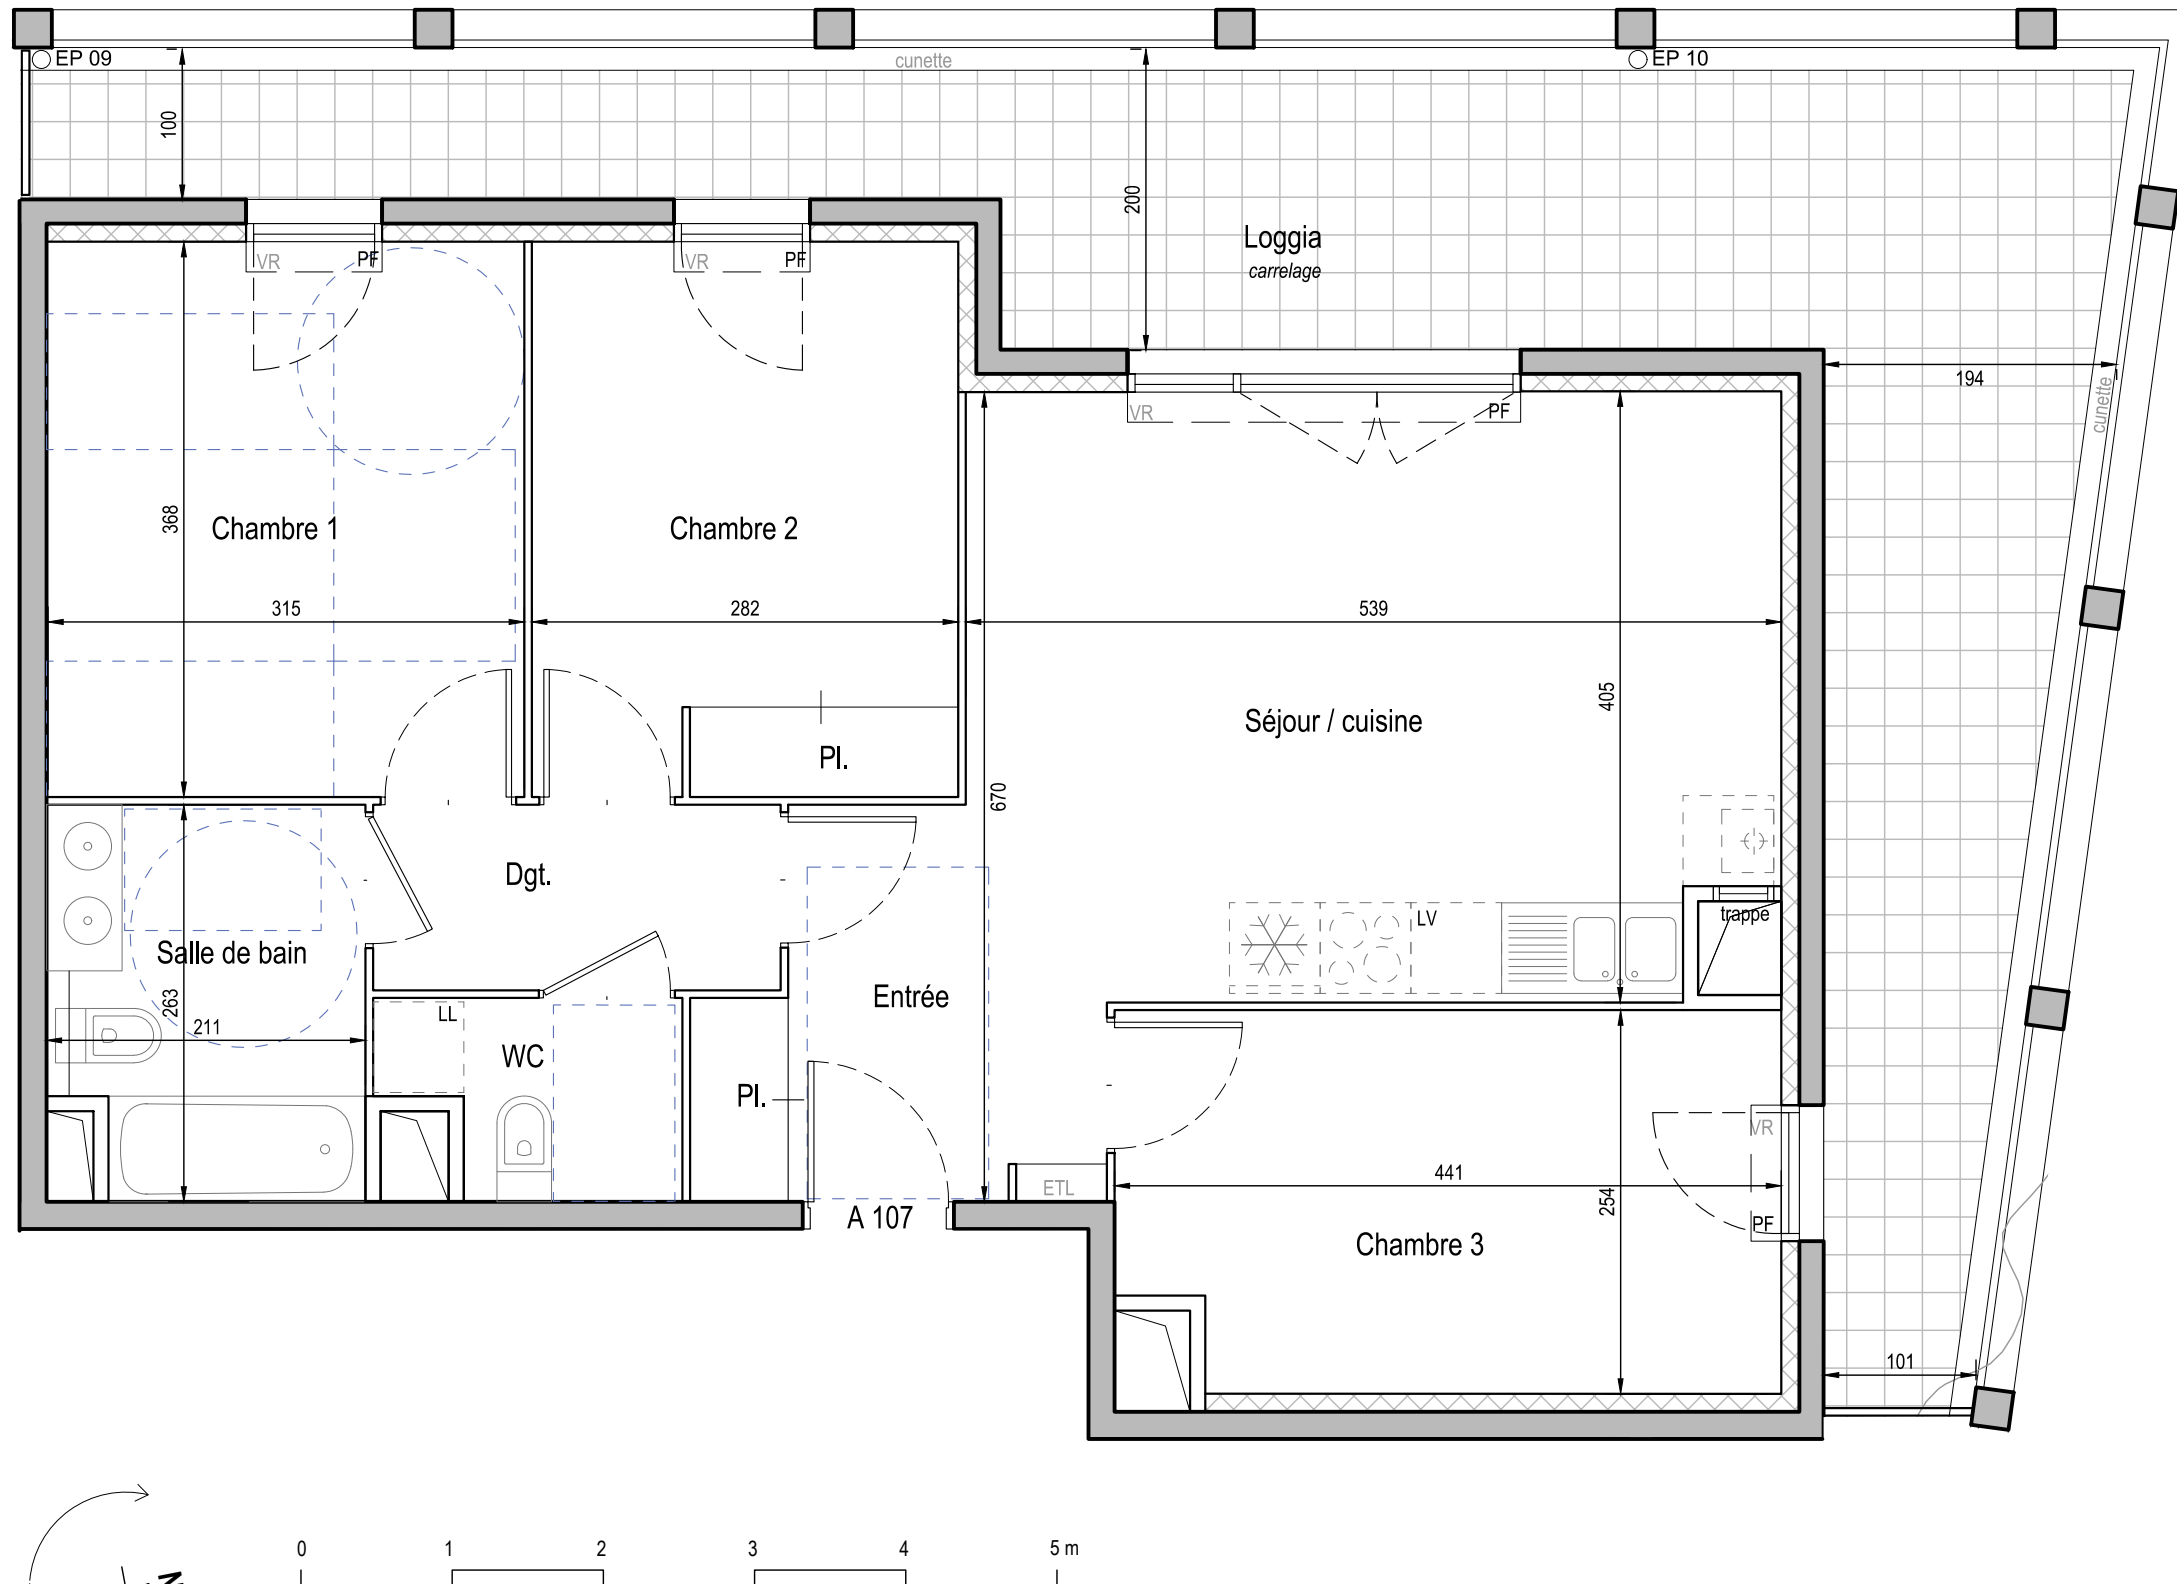 EP 09
cunette
EP 10
100
200
Loggia
carrelage
VR
PF
VR
PF
194
cunette
VR
PF
368
Chambre 1
Chambre 2
315
282
539
405
Séjour / cuisine
Pl.
670
Dgt.
LV
trappe
Salle de bain
263
211
LL
WC
Entrée
Pl.
VR
ETL
441
254
PF
A 107
Chambre 3
101
N
0
1
2
3
4
5 m